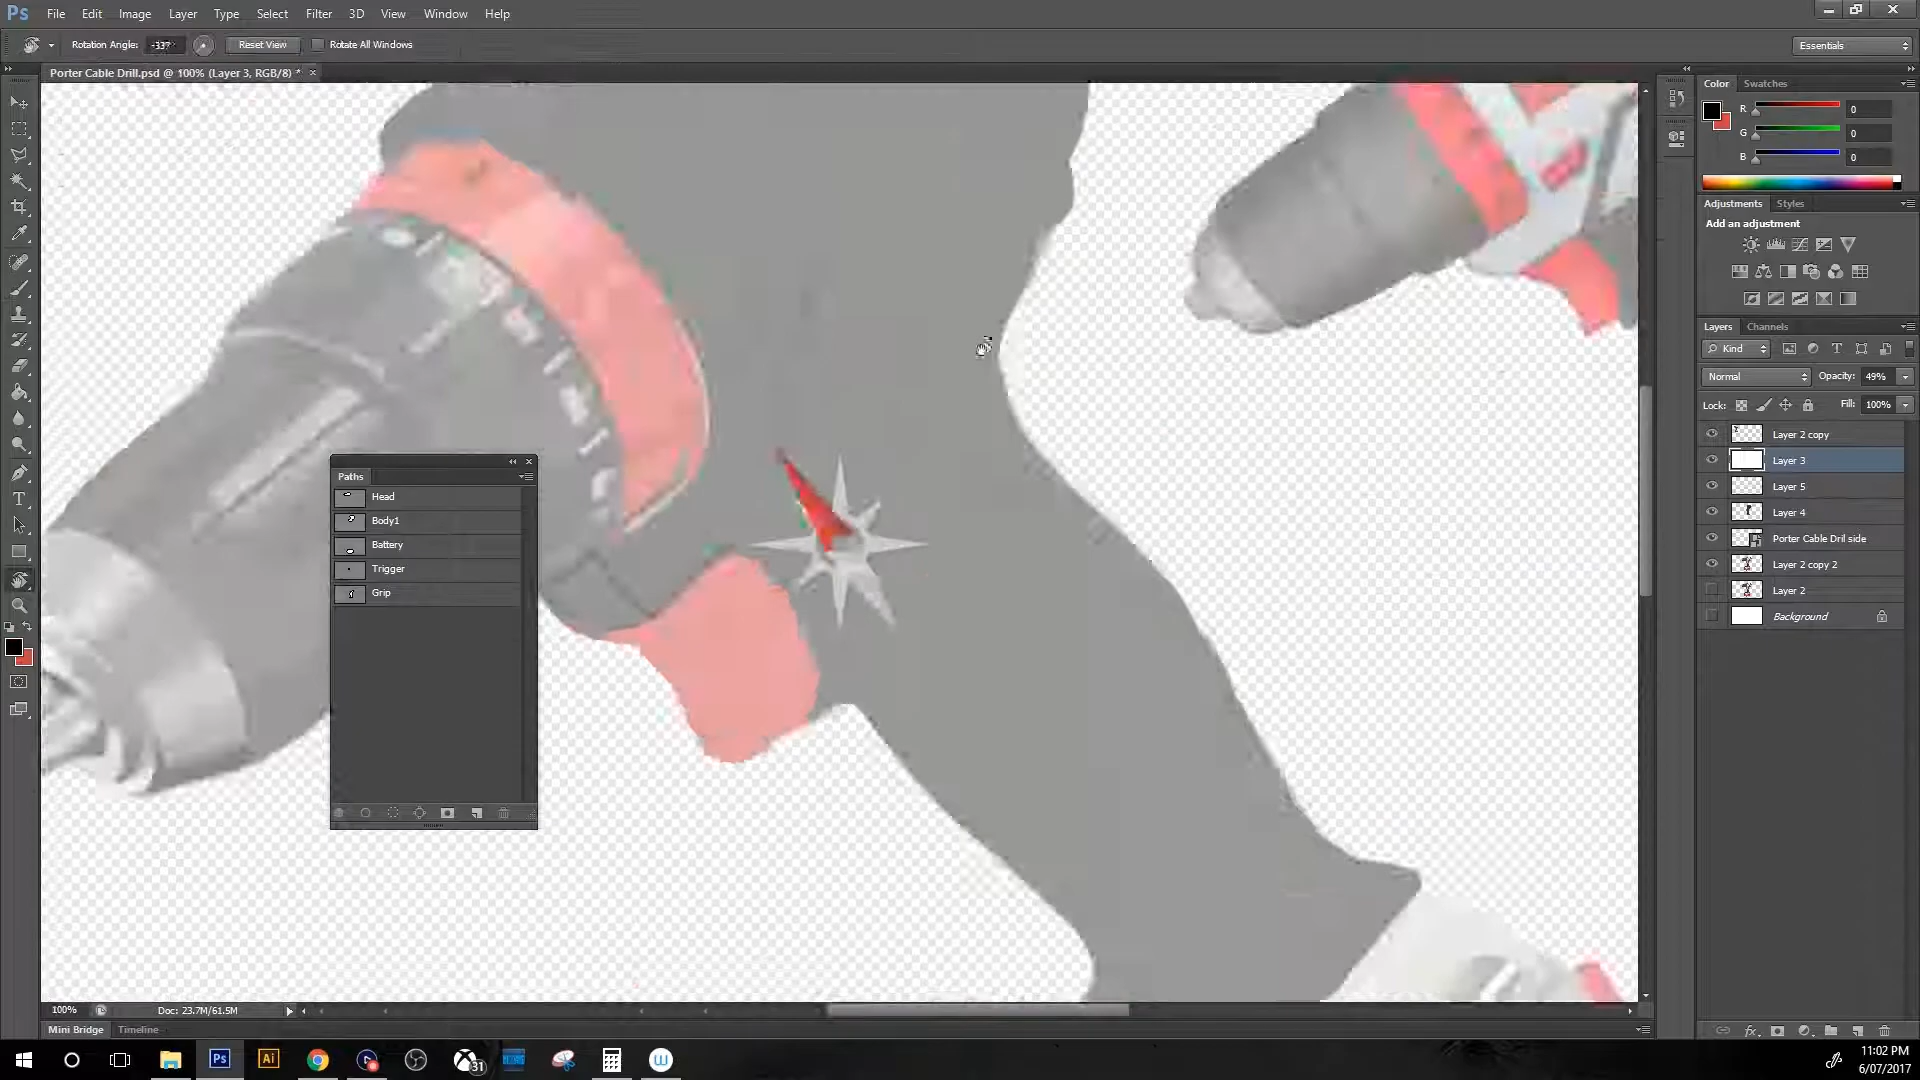 Ps File Edit Image Layer Type Select Filter 3D View Window Help
Rotation Angle: -337° Reset View Rotate All Windows Essentials
Porter Cable Drill.psd @ 100% (Layer 3, RGB/8) * ×
Color Swatches
R 0
G 0
B 0
Adjustments Styles
Add an adjustment
Layers Channels
Kind
Normal Opacity: 49%
Lock: Fill: 100%
Layer 2 copy
Layer 3
Layer 5
Layer 4
Porter Cable Dril side
Layer 2 copy 2
Layer 2
Background
Paths
Head
Body1
Battery
Trigger
Grip
100% Doc: 23.7M/61.5M
Mini Bridge Timeline
Ps Ai 31 W
11:02 PM
6/07/2017